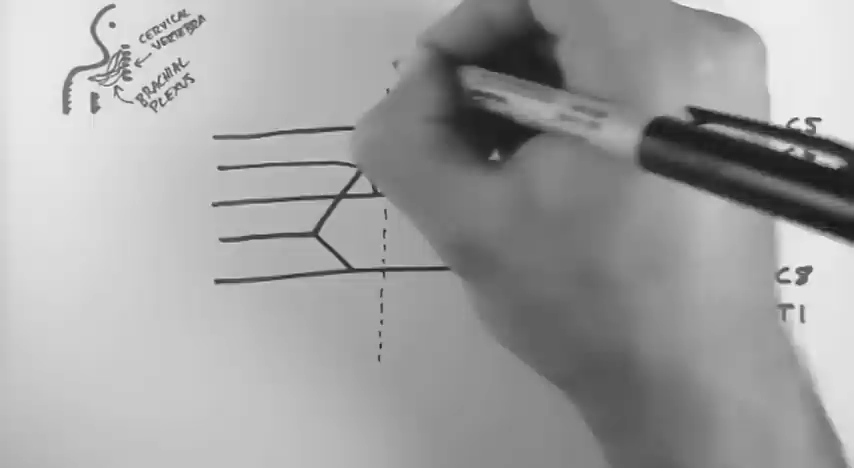 CERVICAL
VERTEBRA
BRACHIAL
PLEXUS
C5
C8
T1